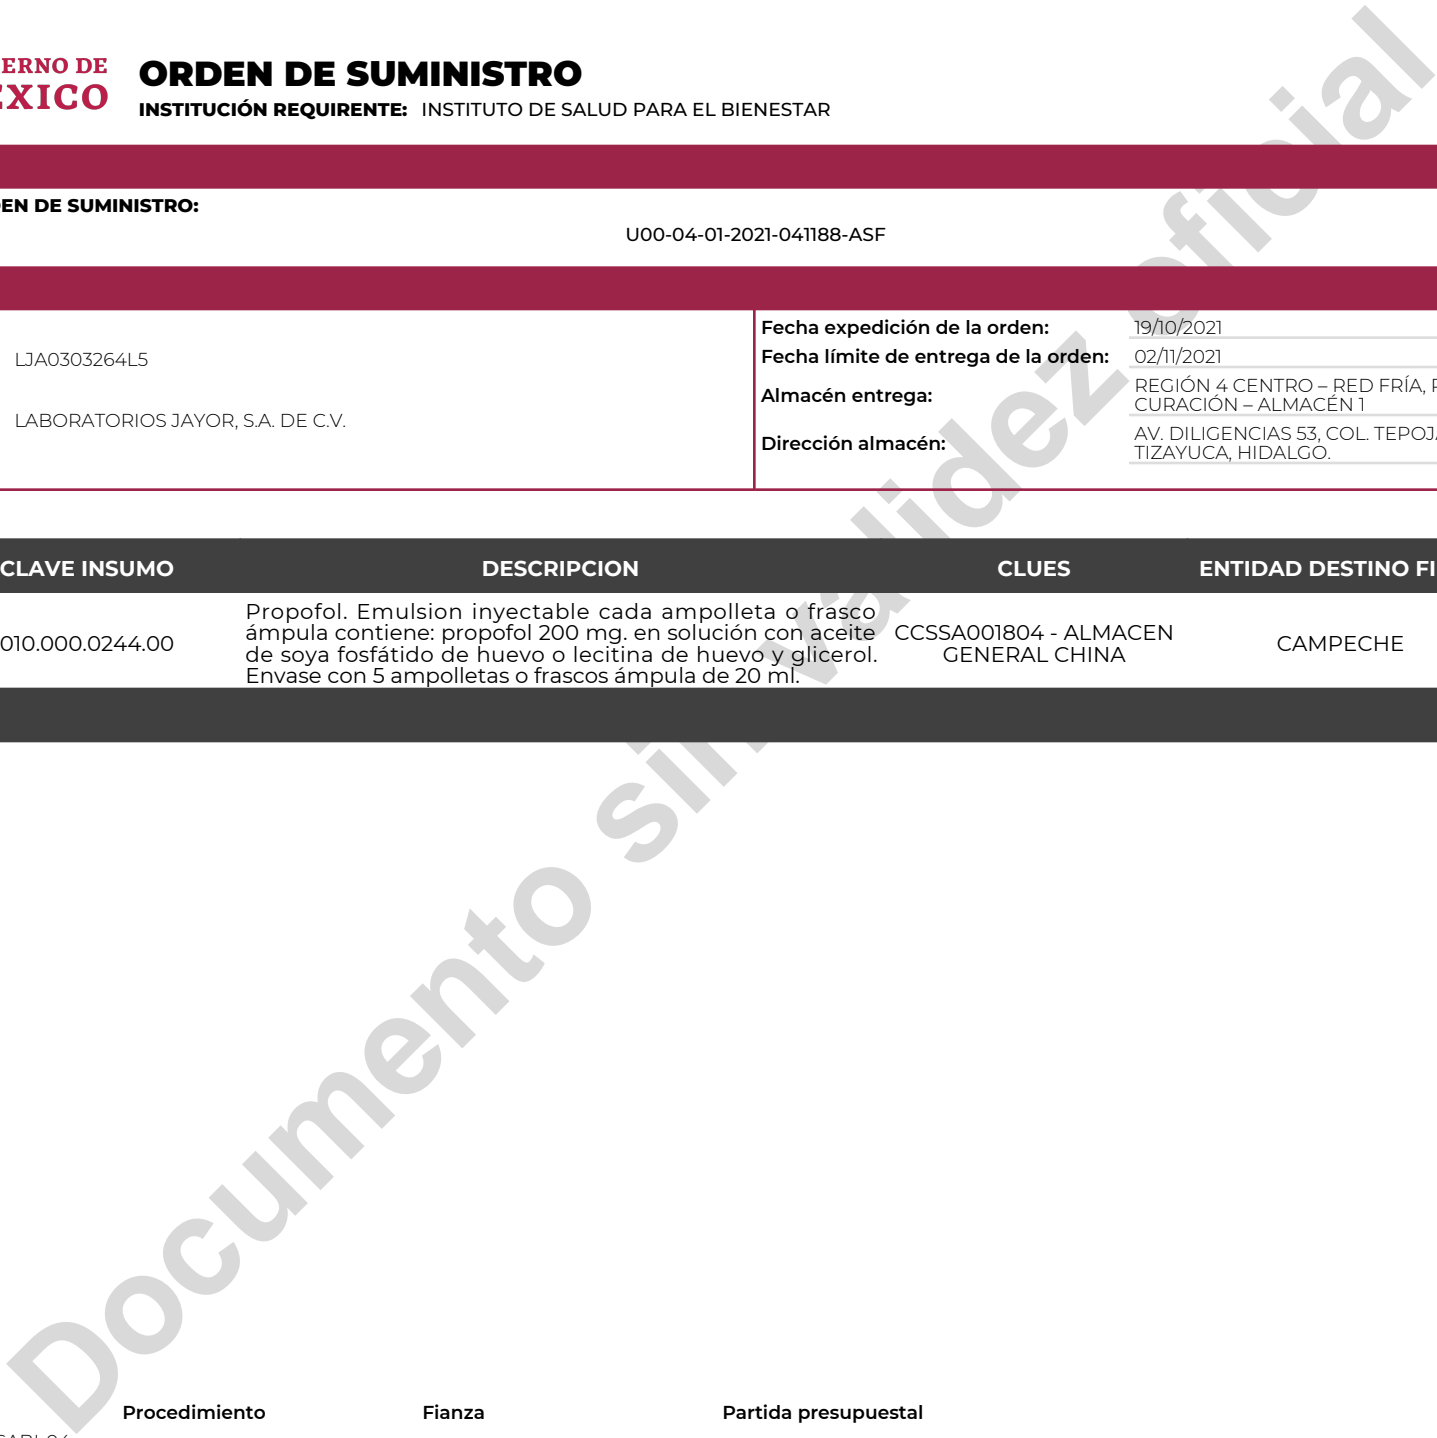 ERNO DE
ORDEN DE SUMINISTRO
EXICO
INSTITUCIÓN REQUIRENTE: INSTITUTO DE SALUD PARA EL BIENESTAR
EN DE SUMINISTRO:
U00-04-01-2021-041188-ASF
LJA0303264L5
LABORATORIOS JAYOR, S.A. DE C.V.
Fecha expedición de la orden: 19/10/2021
Fecha límite de entrega de la orden: 02/11/2021
Almacén entrega: REGIÓN 4 CENTRO – RED FRÍA,
CURACIÓN – ALMACÉN 1
Dirección almacén: AV. DILIGENCIAS 53, COL. TEPOJA
TIZAYUCA, HIDALGO.
CLAVE INSUMO DESCRIPCION CLUES ENTIDAD DESTINO FI
010.000.0244.00
Propofol. Emulsion inyectable cada ampolleta o frasco
ámpula contiene: propofol 200 mg. en solución con aceite
de soya fosfátido de huevo o lecitina de huevo y glicerol.
Envase con 5 ampolletas o frascos ámpula de 20 ml.
CCSSA001804 - ALMACEN
GENERAL CHINA
CAMPECHE
Documento sin validez oficial
Procedimiento Fianza Partida presupuestal